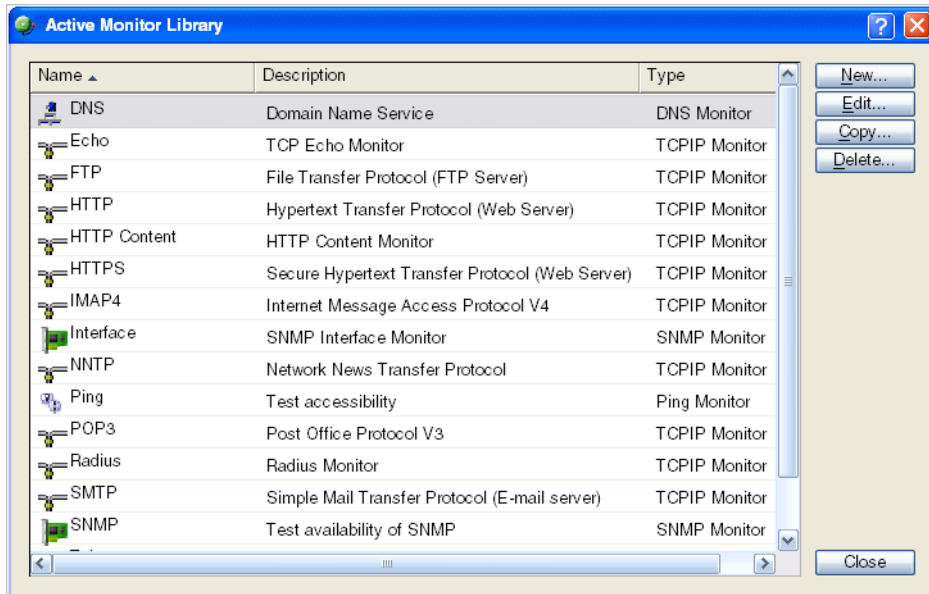 Active Monitor Library
Name Description Type
New...
DNS Domain Name Service DNS Monitor
Edit...
Echo TCP Echo Monitor TCPIP Monitor
Copy...
FTP File Transfer Protocol (FTP Server) TCPIP Monitor
Delete...
HTTP Hypertext Transfer Protocol (Web Server) TCPIP Monitor
HTTP Content HTTP Content Monitor TCPIP Monitor
HTTPS Secure Hypertext Transfer Protocol (Web Server) TCPIP Monitor
IMAP4 Internet Message Access Protocol V4 TCPIP Monitor
Interface SNMP Interface Monitor SNMP Monitor
NNTP Network News Transfer Protocol TCPIP Monitor
Ping Test accessibility Ping Monitor
POP3 Post Office Protocol V3 TCPIP Monitor
Radius Radius Monitor TCPIP Monitor
SMTP Simple Mail Transfer Protocol (E-mail server) TCPIP Monitor
SNMP Test availability of SNMP SNMP Monitor
Close